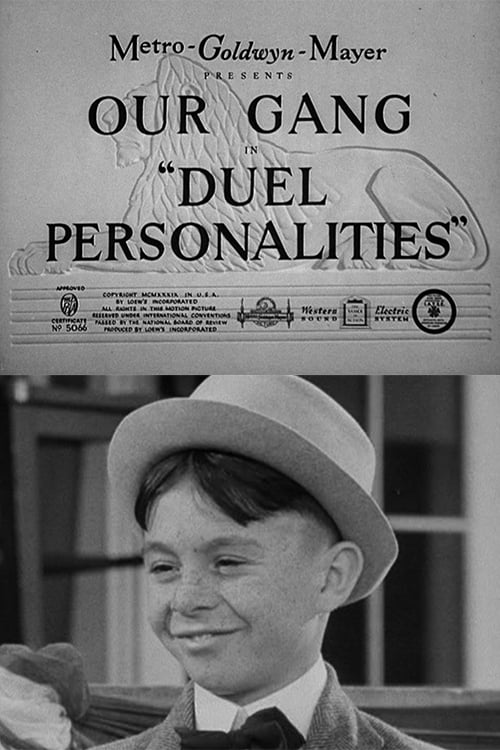 Metro-Goldwyn-Mayer
PRESENTS
OUR GANG
IN
"DUEL
PERSONALITIES"
APPROVED
CERTIFICATE
Nº 5066
COPYRIGHT MCMXXXIX IN U.S.A.
BY LOEW'S INCORPORATED
ALL RIGHTS IN THIS MOTION PICTURE
RESERVED UNDER INTERNATIONAL CONVENTIONS
PASSED BY THE NATIONAL BOARD OF REVIEW
PRODUCED BY LOEW'S INCORPORATED
Western Electric
SOUND SYSTEM